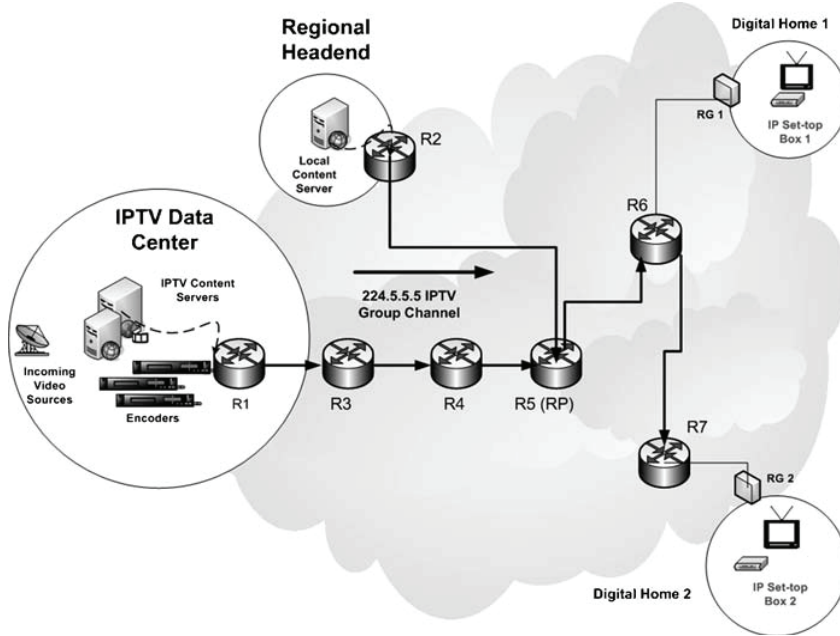 Regional
Headend
Digital Home 1
RG 1
IP Set-top
Box 1
R2
Local
Content
Server
IPTV Data
Center
R6
IPTV Content
Servers
224.5.5.5 IPTV
Group Channel
Incoming
Video
Sources
Encoders
R1
R3
R4
R5 (RP)
R7
RG 2
IP Set-top
Box 2
Digital Home 2